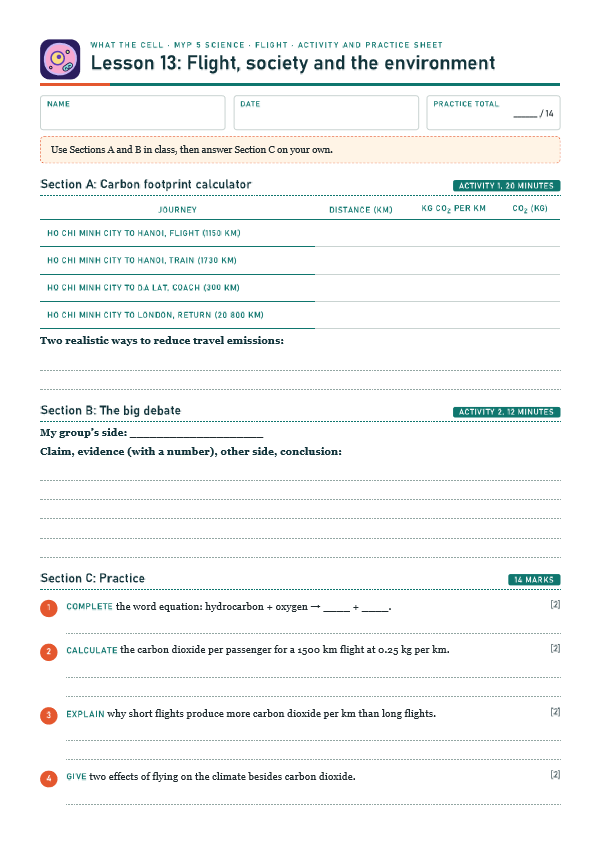 WHAT THE CELL · MYP 5 SCIENCE · FLIGHT · ACTIVITY AND PRACTICE SHEET
Lesson 13: Flight, society and the environment
NAME
DATE
PRACTICE TOTAL
_____ / 14
Use Sections A and B in class, then answer Section C on your own.
Section A: Carbon footprint calculator
ACTIVITY 1, 20 MINUTES
JOURNEY DISTANCE (KM) KG CO₂ PER KM CO₂ (KG)
HO CHI MINH CITY TO HANOI, FLIGHT (1150 KM)
HO CHI MINH CITY TO HANOI, TRAIN (1730 KM)
HO CHI MINH CITY TO DA LAT, COACH (300 KM)
HO CHI MINH CITY TO LONDON, RETURN (20 800 KM)
Two realistic ways to reduce travel emissions:
Section B: The big debate
ACTIVITY 2, 12 MINUTES
My group's side: ____________________
Claim, evidence (with a number), other side, conclusion:
Section C: Practice
14 MARKS
1 COMPLETE the word equation: hydrocarbon + oxygen → ____ + ____. [2]
2 CALCULATE the carbon dioxide per passenger for a 1500 km flight at 0.25 kg per km. [2]
3 EXPLAIN why short flights produce more carbon dioxide per km than long flights. [2]
4 GIVE two effects of flying on the climate besides carbon dioxide. [2]